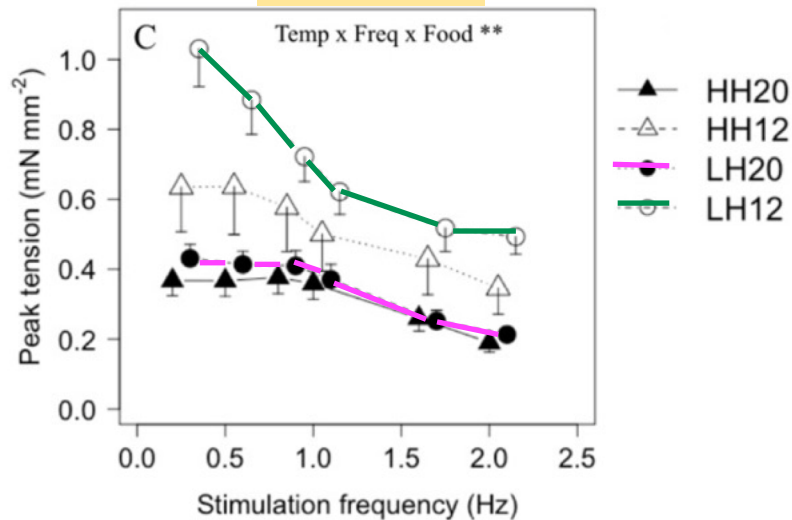 C
Temp x Freq x Food **
Peak tension (mN mm⁻²)
1.0
0.8
0.6
0.4
0.2
0.0
0.0 0.5 1.0 1.5 2.0 2.5
Stimulation frequency (Hz)
HH20
HH12
LH20
LH12